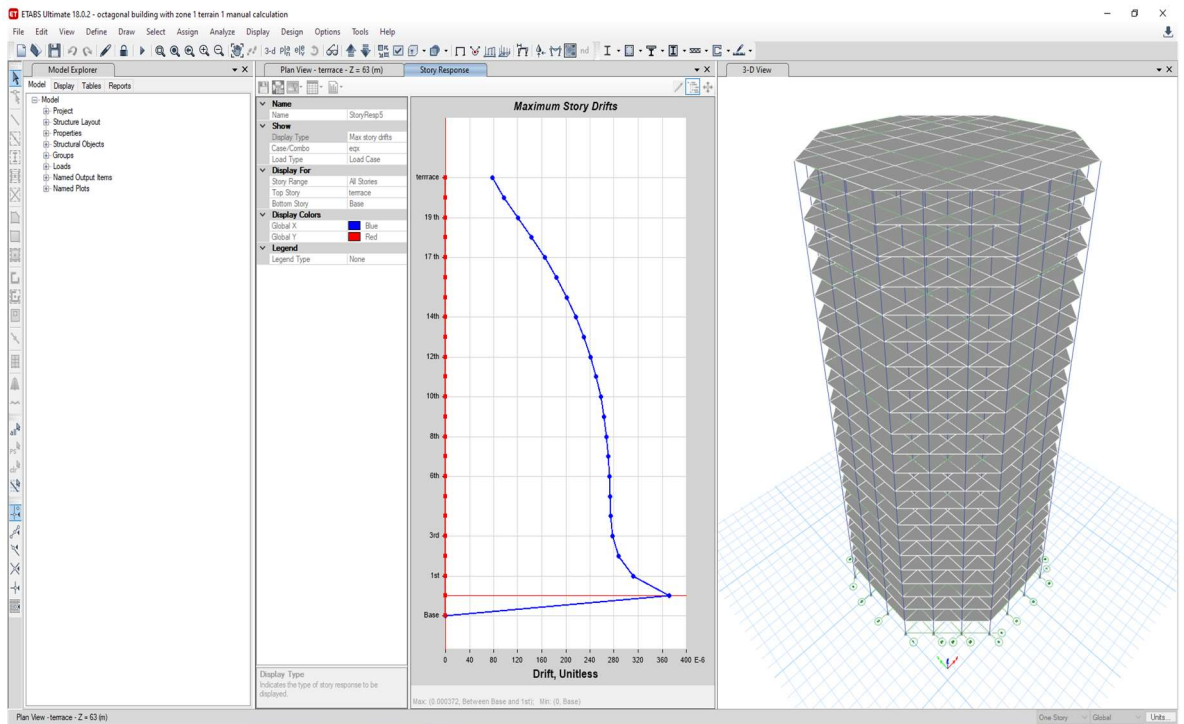 ETABS Ultimate 18.0.2 - octagonal building with zone 1 terrain 1 manual calculation
File Edit View Define Draw Select Assign Analyze Display Design Options Tools Help
3-d
nd
Model Explorer
Model Display Tables Reports
Model
Project
Structure Layout
Properties
Structural Objects
Groups
Loads
Named Output Items
Named Plots
Plan View - terrrace - Z = 63 (m)
Story Response
Name
Name StoryResp5
Show
Display Type Max story drifts
Case/Combo eqx
Load Type Load Case
Display For
Story Range All Stories
Top Story terrrace
Bottom Story Base
Display Colors
Global X Blue
Global Y Red
Legend
Legend Type None
Display Type
Indicates the type of story response to be
displayed.
Maximum Story Drifts
terrrace
19 th
17 th
14th
12th
10th
8th
6th
3rd
1st
Base
0 40 80 120 160 200 240 280 320 360 400 E-6
Drift, Unitless
Max: (0.000372, Between Base and 1st); Min: (0, Base)
3-D View
Plan View - terrrace - Z = 63 (m)
One Story Global Units...